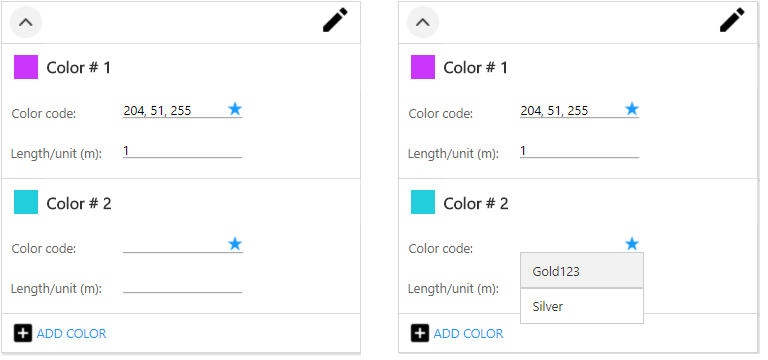 Color # 1
Color code: 204, 51, 255
Length/unit (m): 1
Color # 2
Color code:
Length/unit (m):
ADD COLOR
Color # 1
Color code: 204, 51, 255
Length/unit (m): 1
Color # 2
Color code:
Gold123
Length/unit (m):
Silver
ADD COLOR